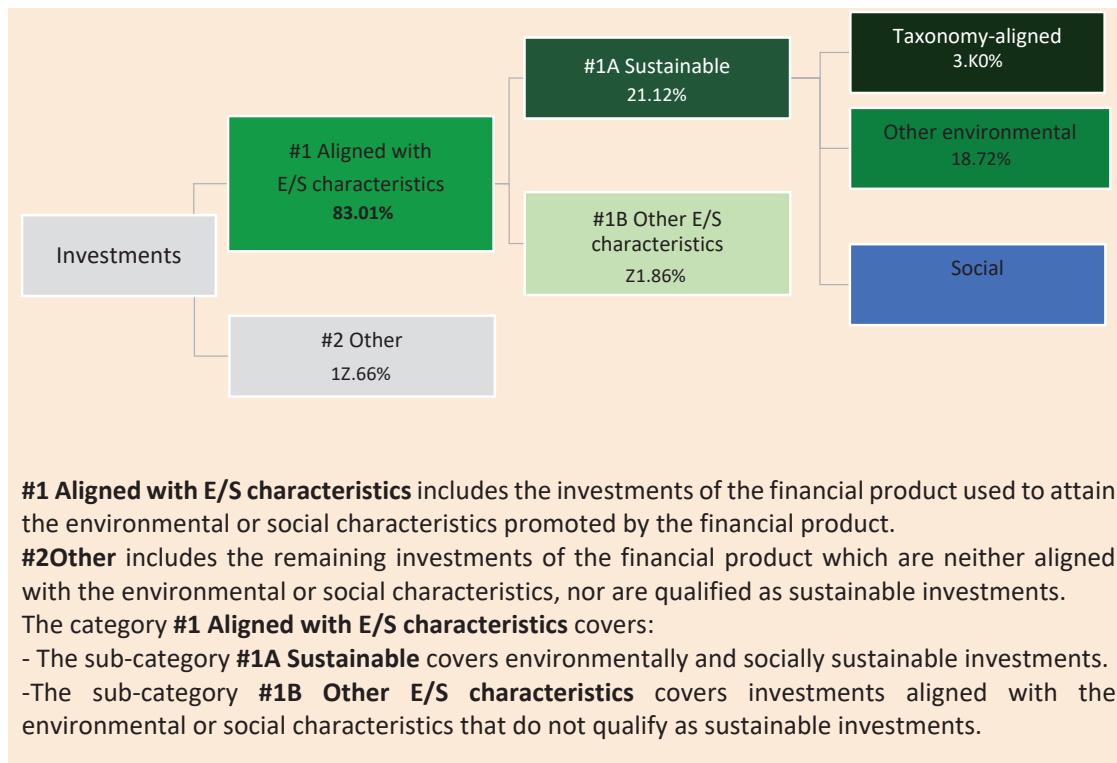 Investments
#1 Aligned with
E/S characteristics
83.01%
#2 Other
1Z.66%
#1A Sustainable
21.12%
#1B Other E/S
characteristics
Z1.86%
Taxonomy-aligned
3.K0%
Other environmental
18.72%
Social
#1 Aligned with E/S characteristics includes the investments of the financial product used to attain
the environmental or social characteristics promoted by the financial product.
#2Other includes the remaining investments of the financial product which are neither aligned
with the environmental or social characteristics, nor are qualified as sustainable investments.
The category #1 Aligned with E/S characteristics covers:
- The sub-category #1A Sustainable covers environmentally and socially sustainable investments.
-The sub-category #1B Other E/S characteristics covers investments aligned with the
environmental or social characteristics that do not qualify as sustainable investments.